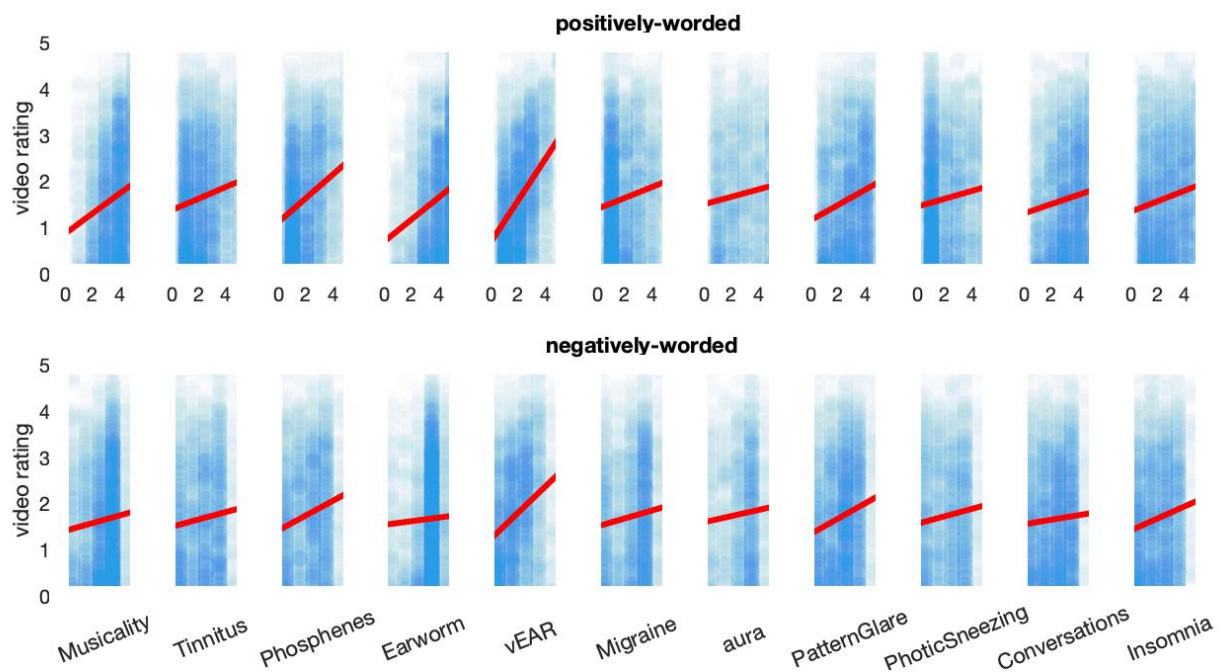 positively-worded
5
4
3
2
1
0
video rating
0 2 4 0 2 4 0 2 4 0 2 4 0 2 4 0 2 4 0 2 4 0 2 4 0 2 4 0 2 4 0 2 4
negatively-worded
5
4
3
2
1
0
video rating
Musicality Tinnitus Phosphenes Earworm vEAR Migraine aura PatternGlare PhoticSneezing Conversations Insomnia